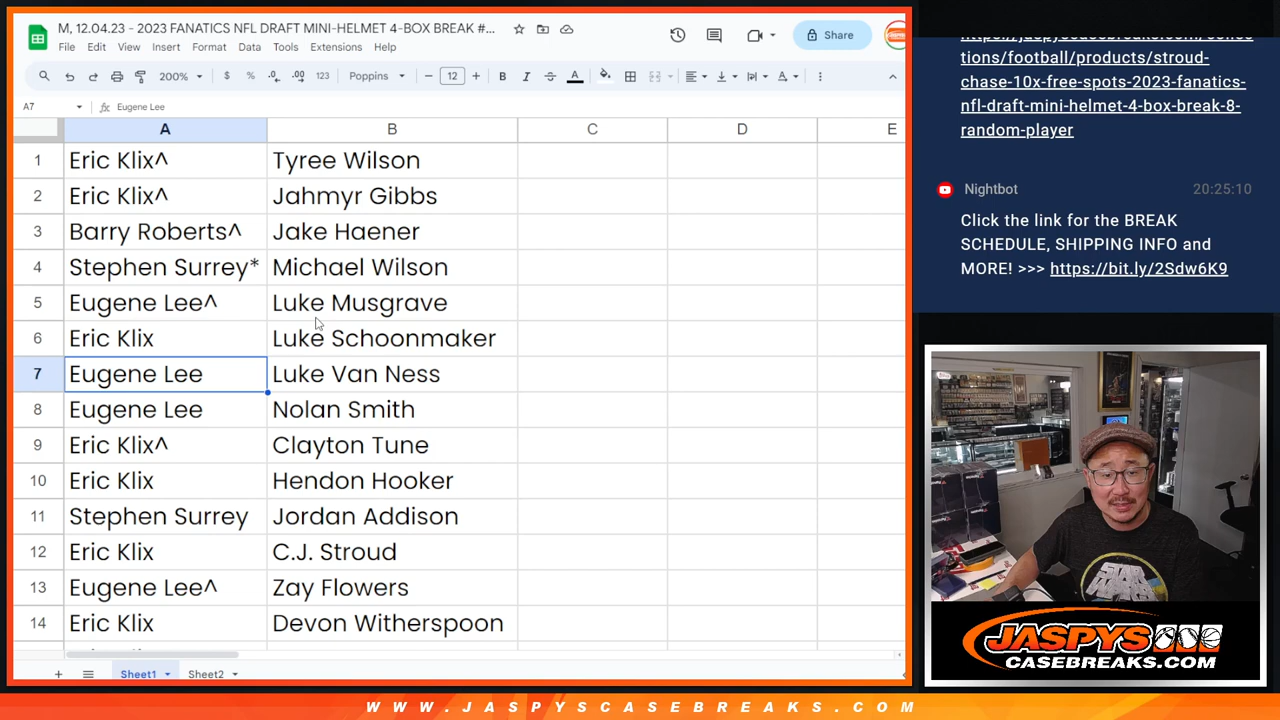 M, 12.04.23 - 2023 FANATICS NFL DRAFT MINI-HELMET 4-BOX BREAK #...
Share
File Edit View Insert Format Data Tools Extensions Help
200% $ % .0 .00 123 Poppins 12 B I A
A7 fx Eugene Lee
A B C D E
1 Eric Klix^ Tyree Wilson
2 Eric Klix^ Jahmyr Gibbs
3 Barry Roberts^ Jake Haener
4 Stephen Surrey* Michael Wilson
5 Eugene Lee^ Luke Musgrave
6 Eric Klix Luke Schoonmaker
7 Eugene Lee Luke Van Ness
8 Eugene Lee Nolan Smith
9 Eric Klix^ Clayton Tune
10 Eric Klix Hendon Hooker
11 Stephen Surrey Jordan Addison
12 Eric Klix C.J. Stroud
13 Eugene Lee^ Zay Flowers
14 Eric Klix Devon Witherspoon
Sheet1 Sheet2
https://jaspyscasebreaks.com/collec
tions/football/products/stroud-
chase-10x-free-spots-2023-fanatics-
nfl-draft-mini-helmet-4-box-break-8-
random-player
Nightbot 20:25:10
Click the link for the BREAK
SCHEDULE, SHIPPING INFO and
MORE! >>> https://bit.ly/2Sdw6K9
STAR
JASPYS
CASEBREAKS.COM
WWW.JASPYSCASEBREAKS.COM